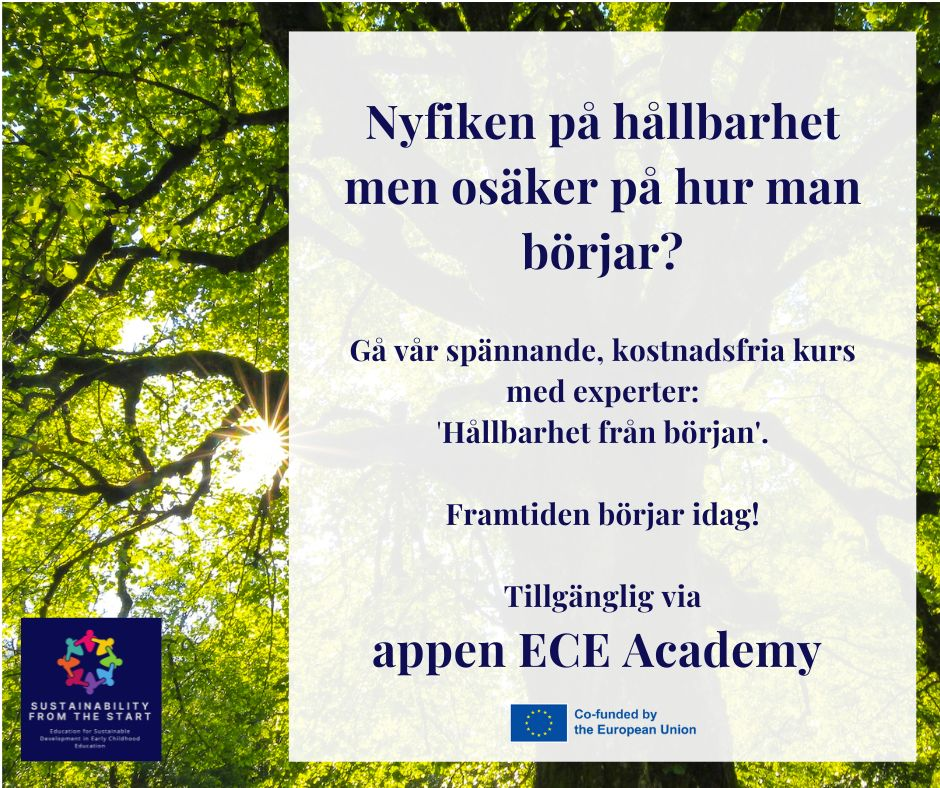 Nyfiken på hållbarhet
men osäker på hur man
börjar?
Gå vår spännande, kostnadsfria kurs
med experter:
'Hållbarhet från början'.
Framtiden börjar idag!
Tillgänglig via
appen ECE Academy
Co-funded by
the European Union
SUSTAINABILITY
FROM THE START
Education for Sustainable
Development in Early Childhood
Education